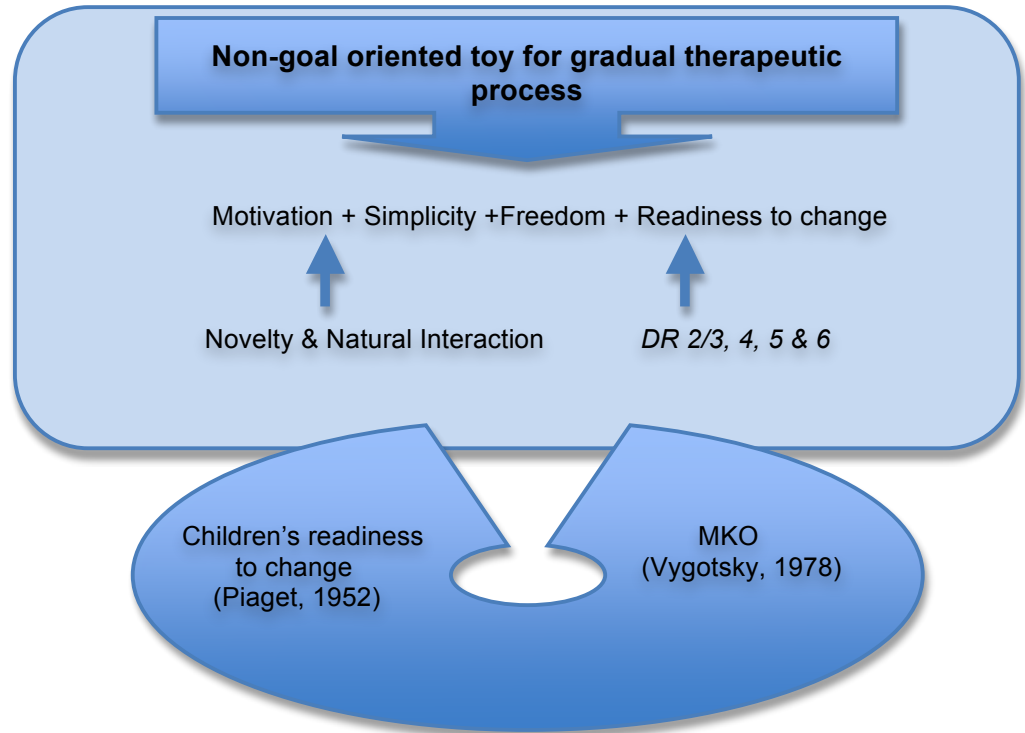 Non-goal oriented toy for gradual therapeutic
process
Motivation + Simplicity +Freedom + Readiness to change
Novelty & Natural Interaction
DR 2/3, 4, 5 & 6
Children’s readiness
to change
(Piaget, 1952)
MKO
(Vygotsky, 1978)